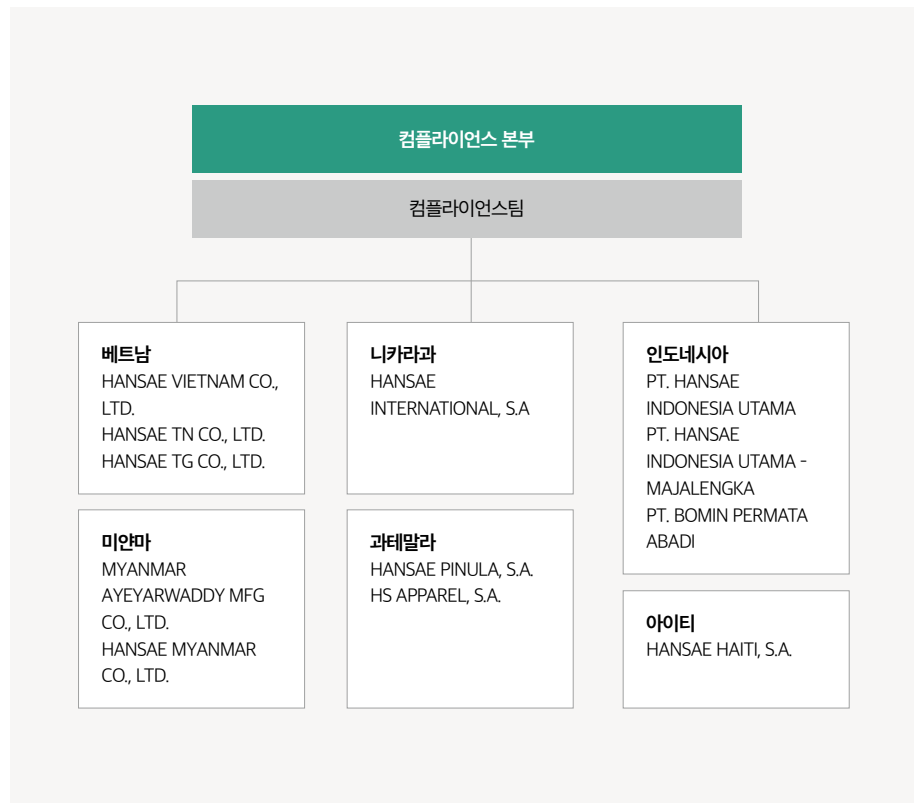 컴플라이언스 본부
컴플라이언스팀
베트남
HANSAE VIETNAM CO.,
LTD.
HANSAE TN CO., LTD.
HANSAE TG CO., LTD.
니카라과
HANSAE
INTERNATIONAL, S.A
인도네시아
PT. HANSAE
INDONESIA UTAMA
PT. HANSAE
INDONESIA UTAMA -
MAJALENGKA
PT. BOMIN PERMATA
ABADI
미얀마
MYANMAR
AYEYARWADDY MFG
CO., LTD.
HANSAE MYANMAR
CO., LTD.
과테말라
HANSAE PINULA, S.A.
HS APPAREL, S.A.
아이티
HANSAE HAITI, S.A.